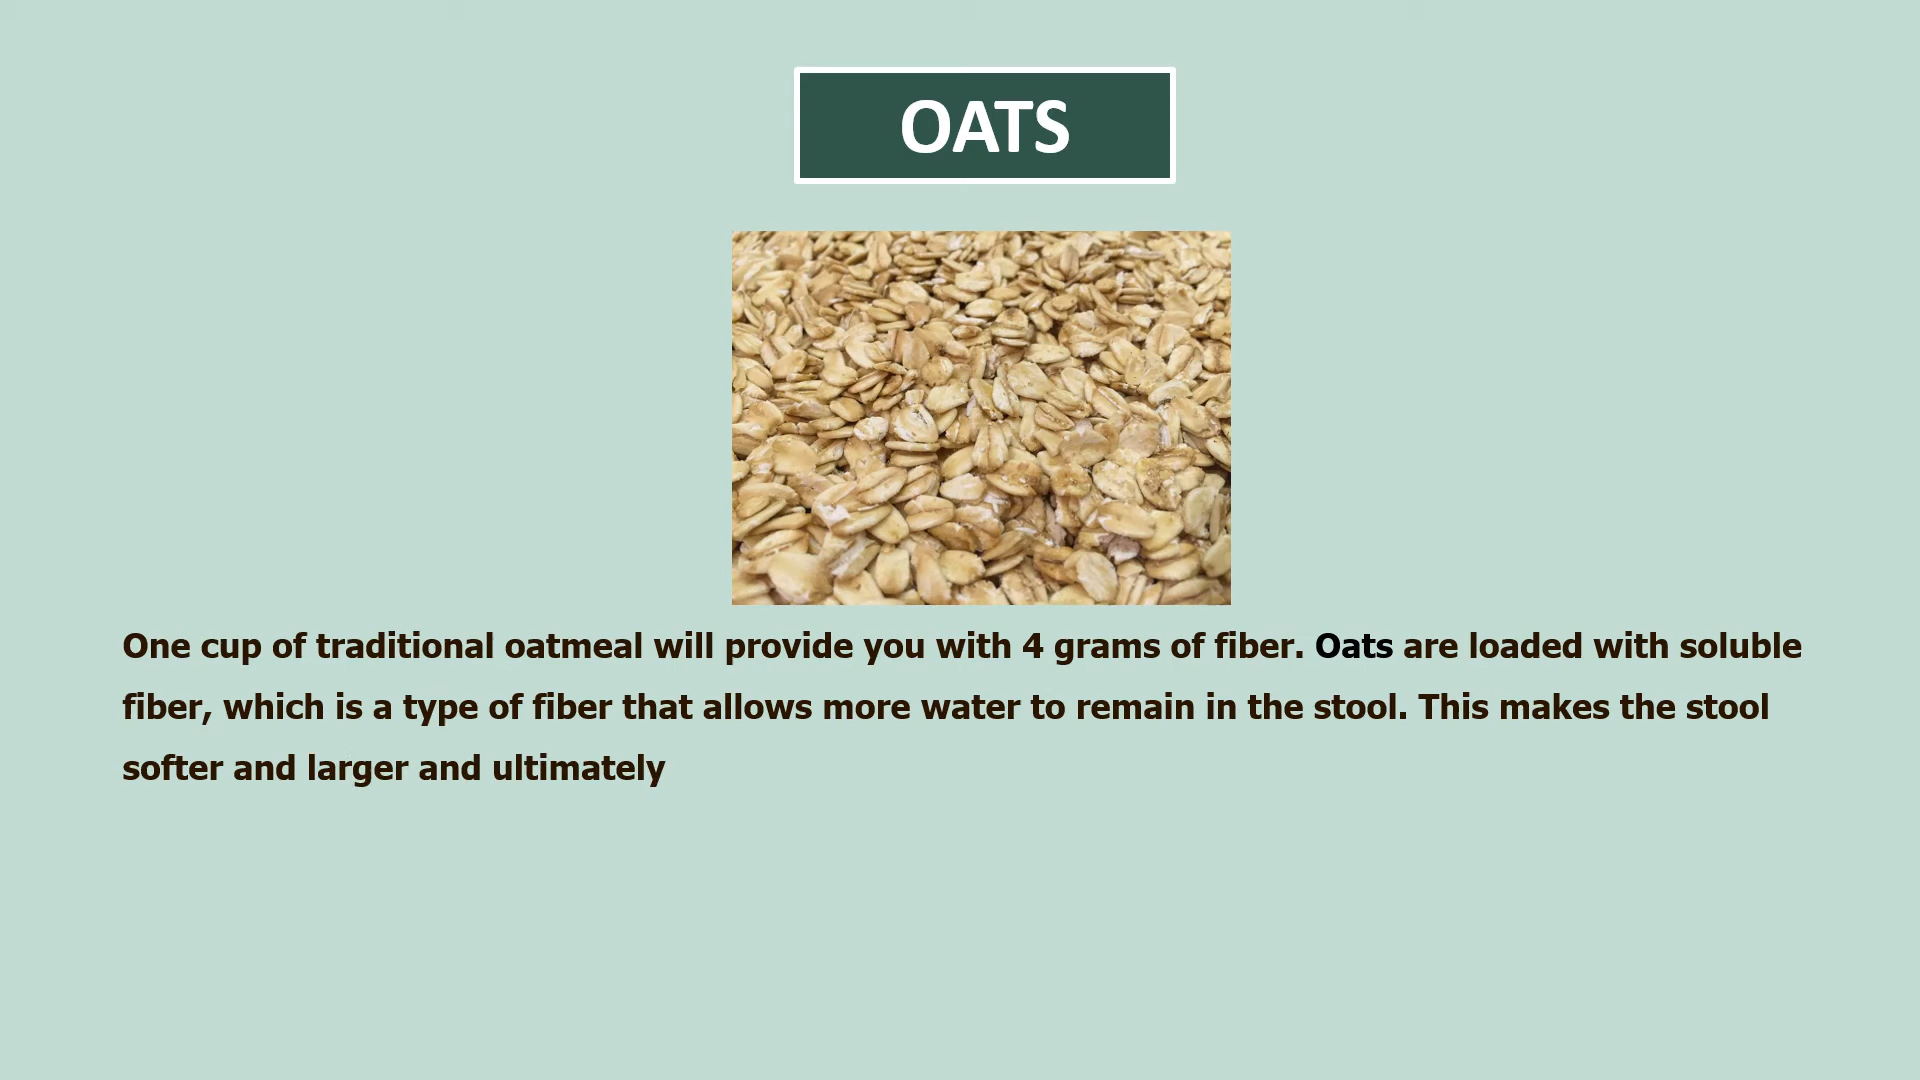 OATS
One cup of traditional oatmeal will provide you with 4 grams of fiber. Oats are loaded with soluble
fiber, which is a type of fiber that allows more water to remain in the stool. This makes the stool
softer and larger and ultimately